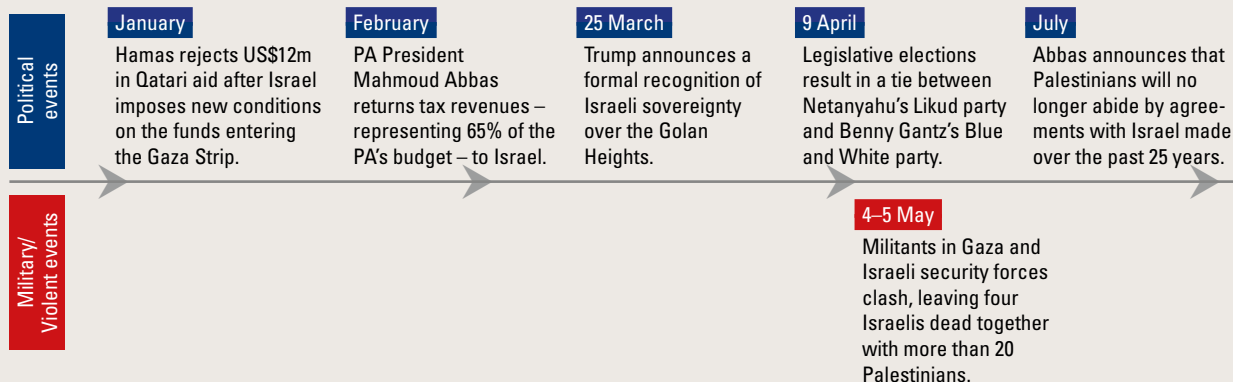 Political
events
January
Hamas rejects US$12m
in Qatari aid after Israel
imposes new conditions
on the funds entering
the Gaza Strip.
February
PA President
Mahmoud Abbas
returns tax revenues –
representing 65% of the
PA's budget – to Israel.
25 March
Trump announces a
formal recognition of
Israeli sovereignty
over the Golan
Heights.
9 April
Legislative elections
result in a tie between
Netanyahu's Likud party
and Benny Gantz's Blue
and White party.
July
Abbas announces that
Palestinians will no
longer abide by agree-
ments with Israel made
over the past 25 years.
Military/
Violent events
4–5 May
Militants in Gaza and
Israeli security forces
clash, leaving four
Israelis dead together
with more than 20
Palestinians.